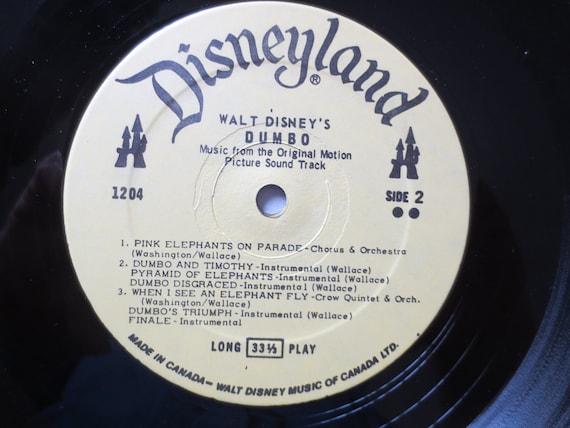 Disneyland®
WALT DISNEY'S
DUMBO
Music from the Original Motion
Picture Sound Track
1204
SIDE 2
1. PINK ELEPHANTS ON PARADE-Chorus & Orchestra
(Washington/Wallace)
2. DUMBO AND TIMOTHY-Instrumental (Wallace)
PYRAMID OF ELEPHANTS-Instrumental (Wallace)
DUMBO DISGRACED-Instrumental (Wallace)
3. WHEN I SEE AN ELEPHANT FLY-Crow Quintet & Orch.
(Washington/Wallace)
DUMBO'S TRIUMPH-Instrumental (Wallace)
FINALE-Instrumental
LONG 33⅓ PLAY
MADE IN CANADA- WALT DISNEY MUSIC OF CANADA LTD.